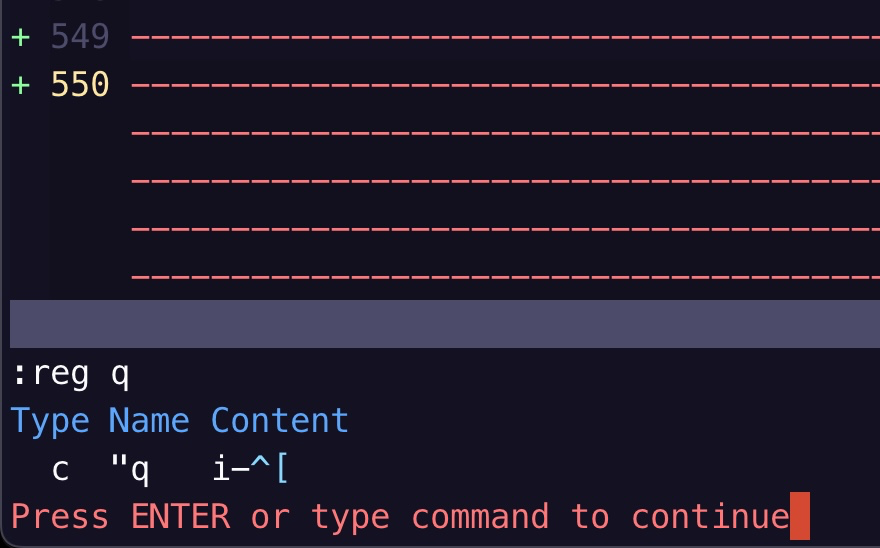 + 549 ——————————————————————————————————————
+ 550 ——————————————————————————————————————
——————————————————————————————————————
——————————————————————————————————————
——————————————————————————————————————
——————————————————————————————————————
:reg q
Type Name Content
c "q i—^[
Press ENTER or type command to continue